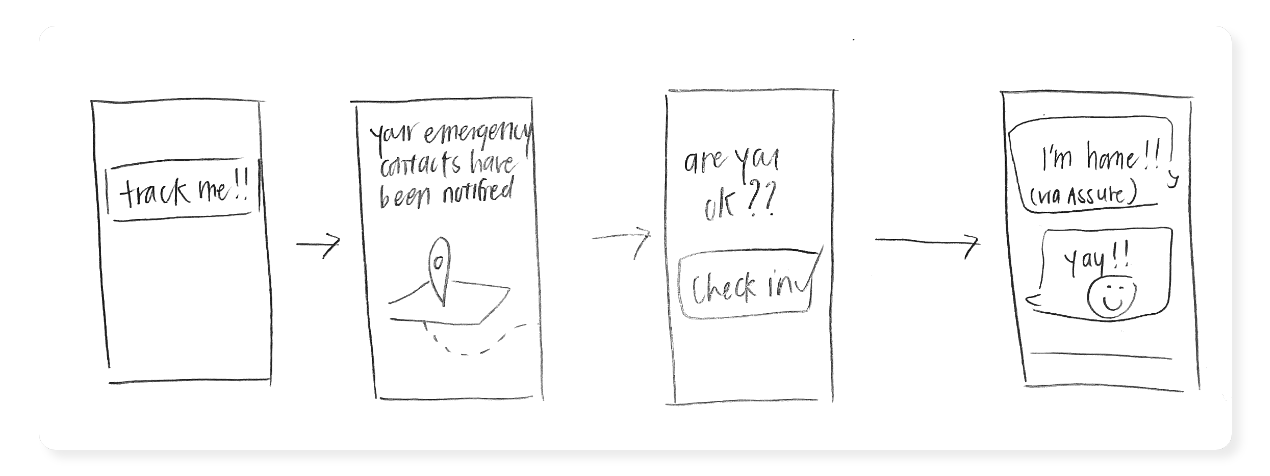 track me!!
your emergency
contacts have
been notified
are you
ok??
check in
I'm home!!
(via Assure)
yay!!